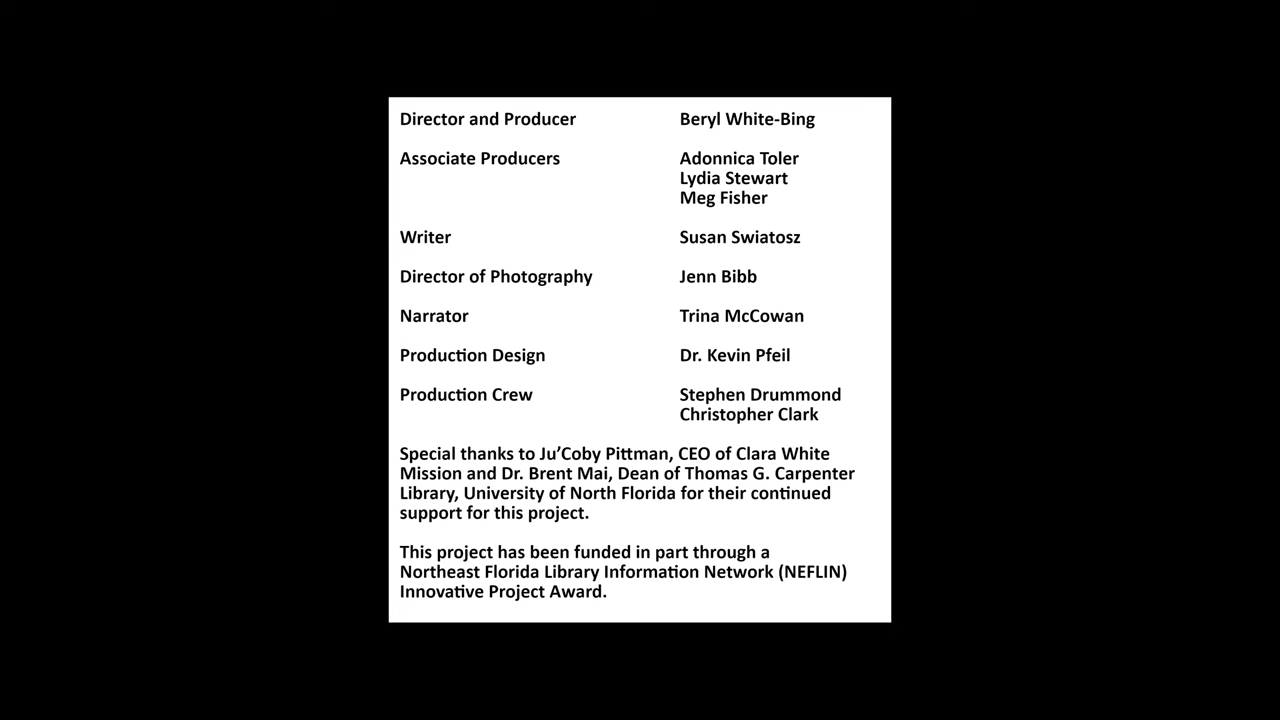 Director and Producer Beryl White-Bing
Associate Producers Adonnica Toler
Lydia Stewart
Meg Fisher
Writer Susan Swiatosz
Director of Photography Jenn Bibb
Narrator Trina McCowan
Production Design Dr. Kevin Pfeil
Production Crew Stephen Drummond
Christopher Clark
Special thanks to Ju’Coby Pittman, CEO of Clara White
Mission and Dr. Brent Mai, Dean of Thomas G. Carpenter
Library, University of North Florida for their continued
support for this project.
This project has been funded in part through a
Northeast Florida Library Information Network (NEFLIN)
Innovative Project Award.